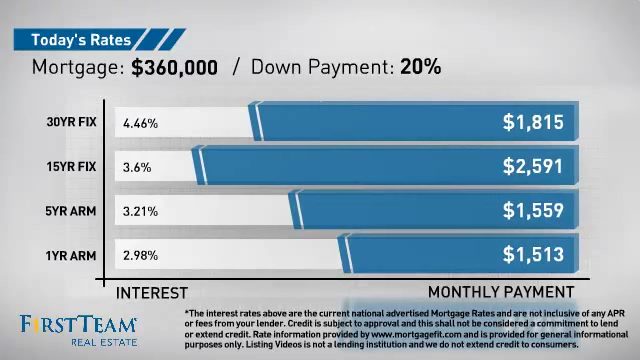 Today's Rates
Mortgage: $360,000 / Down Payment: 20%
30YR FIX 4.46% $1,815
15YR FIX 3.6% $2,591
5YR ARM 3.21% $1,559
1YR ARM 2.98% $1,513
INTEREST MONTHLY PAYMENT
FIRSTTEAM®
REAL ESTATE
*The interest rates above are the current national advertised Mortgage Rates and are not inclusive of any APR
or fees from your lender. Credit is subject to approval and this shall not be considered a commitment to lend
or extend credit. Rate information provided by www.mortgagefit.com and is provided for general informational
purposes only. Listing Videos is not a lending institution and we do not extend credit to consumers.